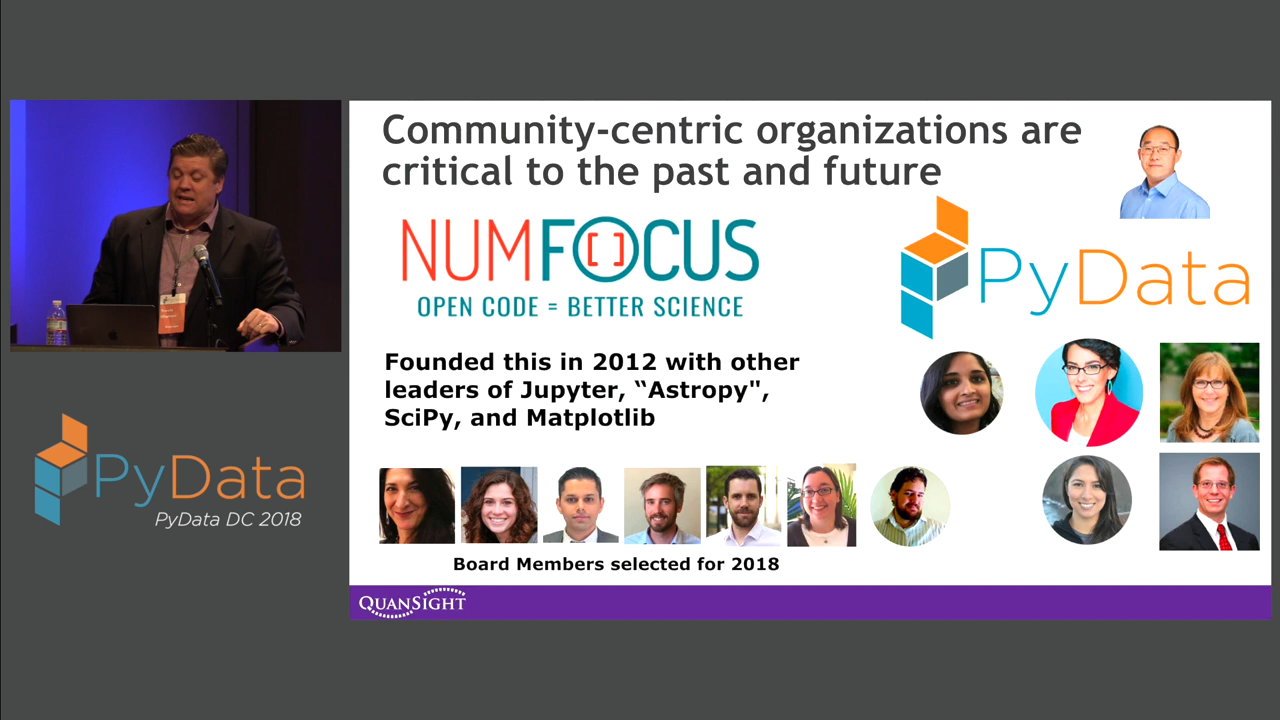 Community-centric organizations are
critical to the past and future
NUMFOCUS
OPEN CODE = BETTER SCIENCE
PyData
Founded this in 2012 with other
leaders of Jupyter, “Astropy",
SciPy, and Matplotlib
Board Members selected for 2018
QUANSIGHT
PyData
PyData DC 2018